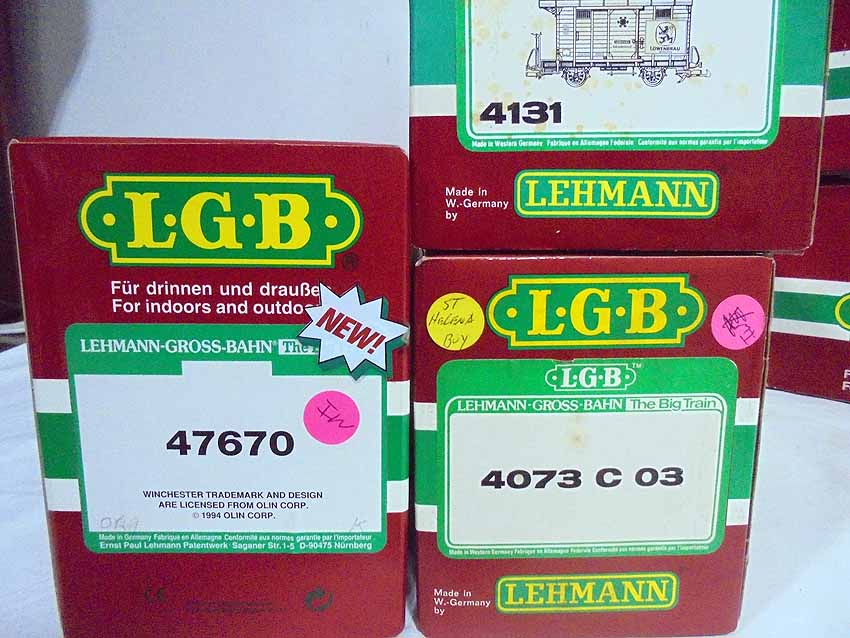 L·G·B
®
Für drinnen und drauße
For indoors and outdo
NEW!
LEHMANN-GROSS-BAHN® The
47670
WINCHESTER TRADEMARK AND DESIGN
ARE LICENSED FROM OLIN CORP.
© 1994 OLIN CORP.
Orig K
Made in Germany Fabriqué en Allemagne Conformité aux normes garantie par l'importateur
Ernst Paul Lehmann Patentwerk · Saganer Str. 1-5 D-90475 Nürnberg
CE
LÖWENBRÄU
4131
Made in Western Germany Fabriqué en Allemagne Federale Conformité aux normes garantie par l'importateur
Made in
W.-Germany
by
LEHMANN
ST
HELENA
BUY
L·G·B
L·G·B™
LEHMANN-GROSS-BAHN The Big Train
4073 C 03
Made in Western Germany Fabriqué en Allemagne Federale Conformité aux normes garantie par l'importateur
Made in
W.-Germany
by
LEHMANN
F
F